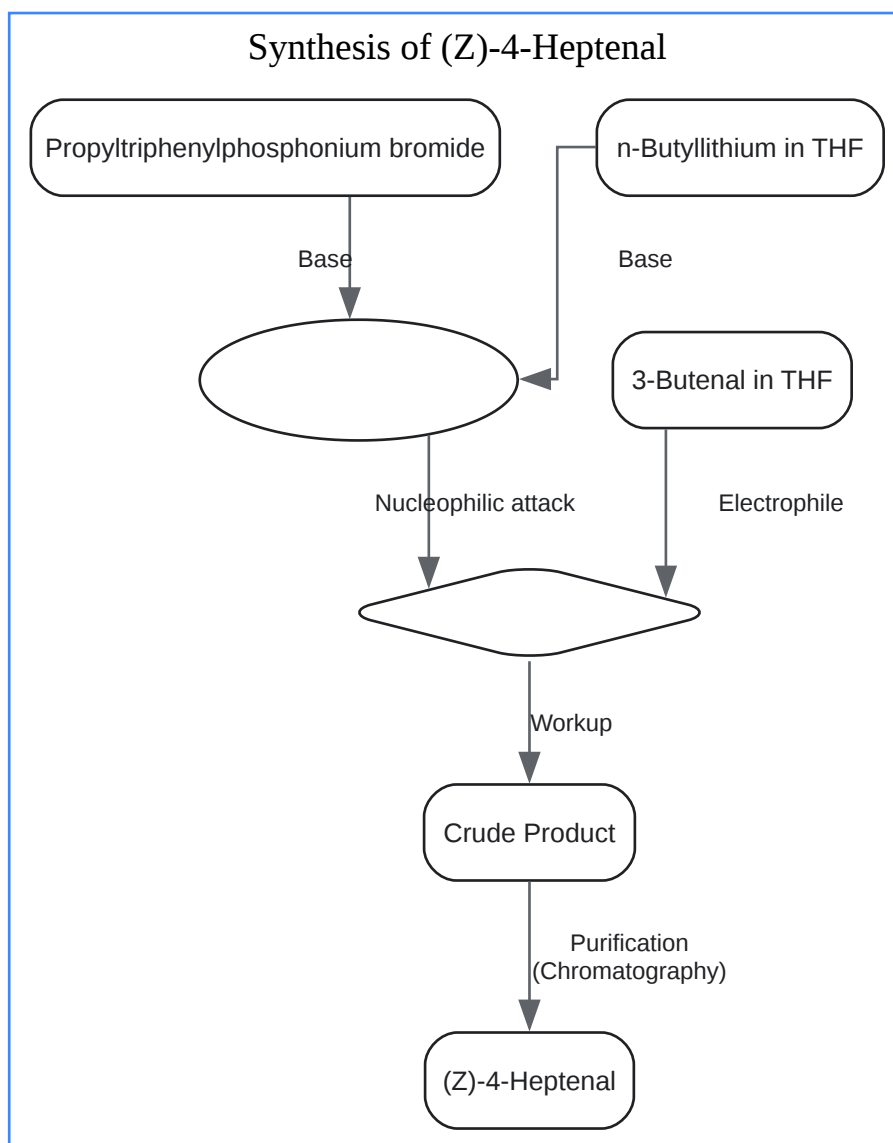 Synthesis of (Z)-4-Heptenal
Propyltriphenylphosphonium bromide
n-Butyllithium in THF
Base
Base
3-Butenal in THF
Nucleophilic attack
Electrophile
Workup
Crude Product
Purification
(Chromatography)
(Z)-4-Heptenal